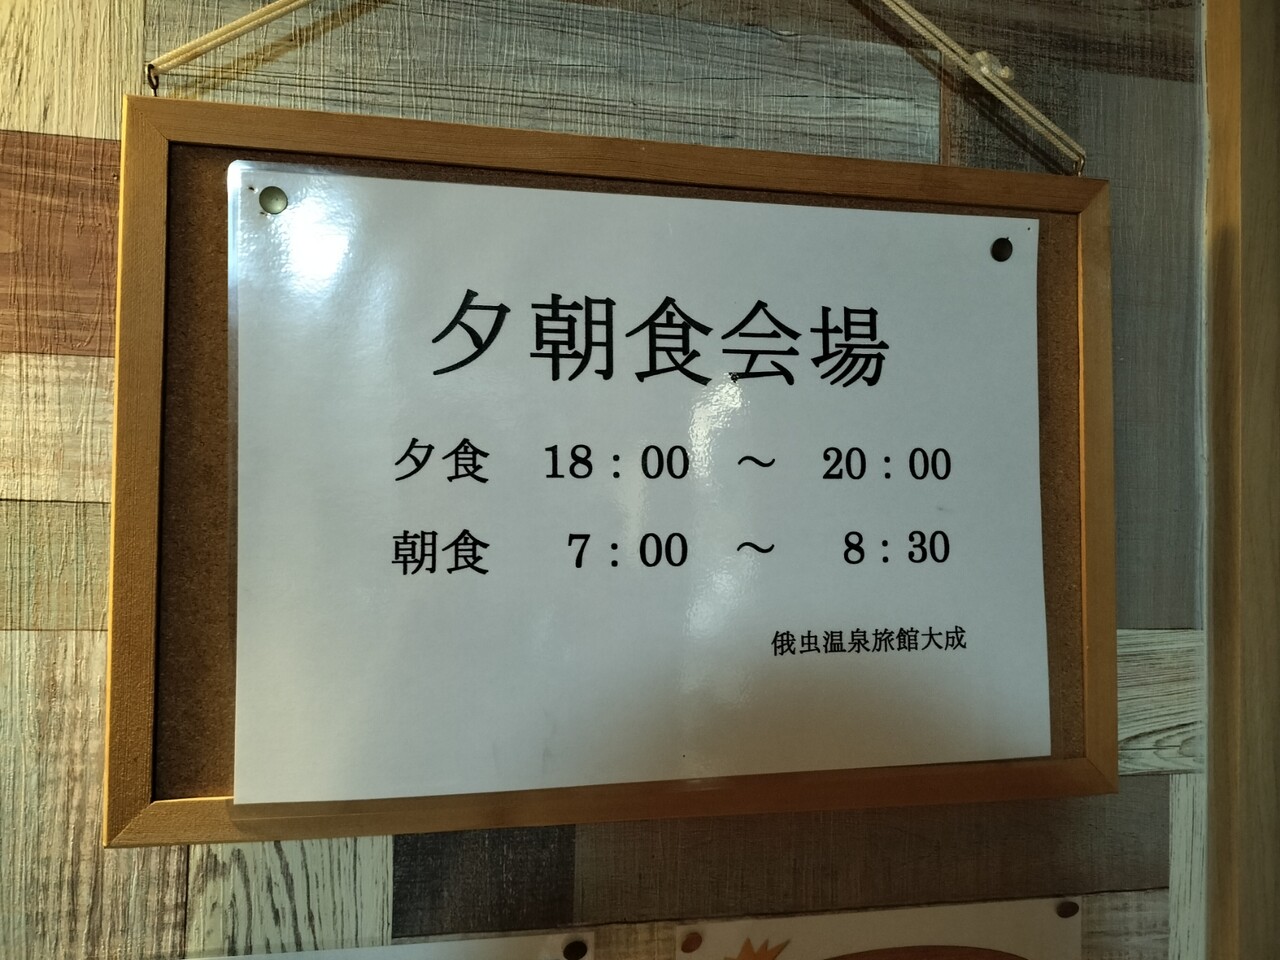 夕朝食会場
夕食 18：00 ～ 20：00
朝食 7：00 ～ 8：30
俄虫温泉旅館大成